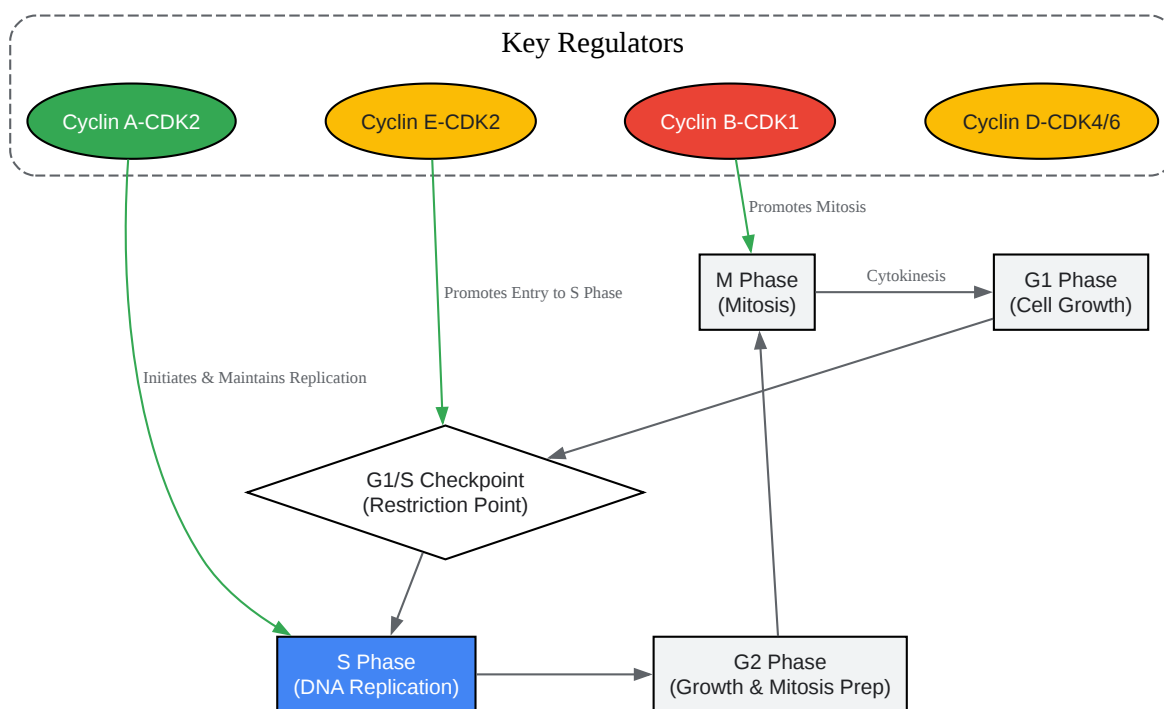 Key Regulators
Cyclin A-CDK2
Cyclin E-CDK2
Cyclin B-CDK1
Cyclin D-CDK4/6
Promotes Mitosis
M Phase
(Mitosis)
Cytokinesis
G1 Phase
(Cell Growth)
Promotes Entry to S Phase
Initiates & Maintains Replication
G1/S Checkpoint
(Restriction Point)
S Phase
(DNA Replication)
G2 Phase
(Growth & Mitosis Prep)